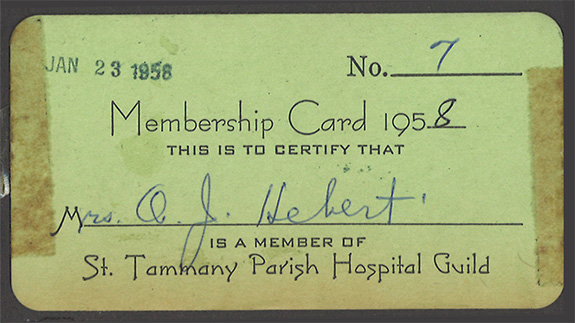 JAN 23 1958
No. 7
Membership Card 1958
THIS IS TO CERTIFY THAT
Mrs. O. J. Hebert
IS A MEMBER OF
St. Tammany Parish Hospital Guild